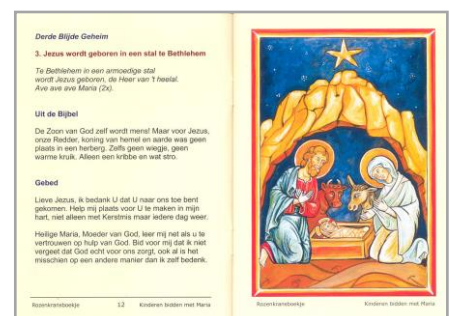 Derde Blijde Geheim
3. Jezus wordt geboren in een stal te Bethlehem
Te Bethlehem in een armoedige stal
wordt Jezus geboren, de Heer van 't heelal.
Ave ave ave Maria (2x).
Uit de Bijbel
De Zoon van God zelf wordt mens! Maar voor Jezus,
onze Redder, koning van hemel en aarde was geen
plaats in een herberg. Zelfs geen wiegje, geen
warme kruik. Alleen een kribbe en wat stro.
Gebed
Lieve Jezus, ik bedank U dat U naar ons toe bent
gekomen. Help mij plaats voor U te maken in mijn
hart, niet alleen met Kerstmis maar iedere dag weer.
Heilige Maria, Moeder van God, leer mij net als u te
vertrouwen op hulp van God. Bid voor mij dat ik niet
vergeet dat God echt voor ons zorgt, ook al is het
misschien op een andere manier dan ik zelf bedenk.
Rozenkransboekje 12 Kinderen bidden met Maria
Rozenkransboekje Kinderen bidden met Maria